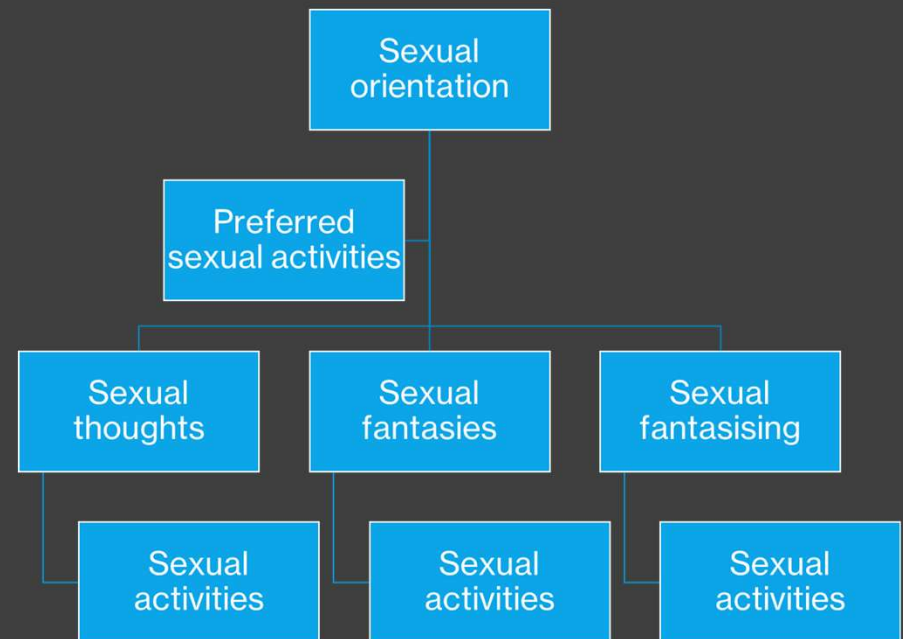 Sexual
orientation
Preferred
sexual activities
Sexual
thoughts
Sexual
fantasies
Sexual
fantasising
Sexual
activities
Sexual
activities
Sexual
activities